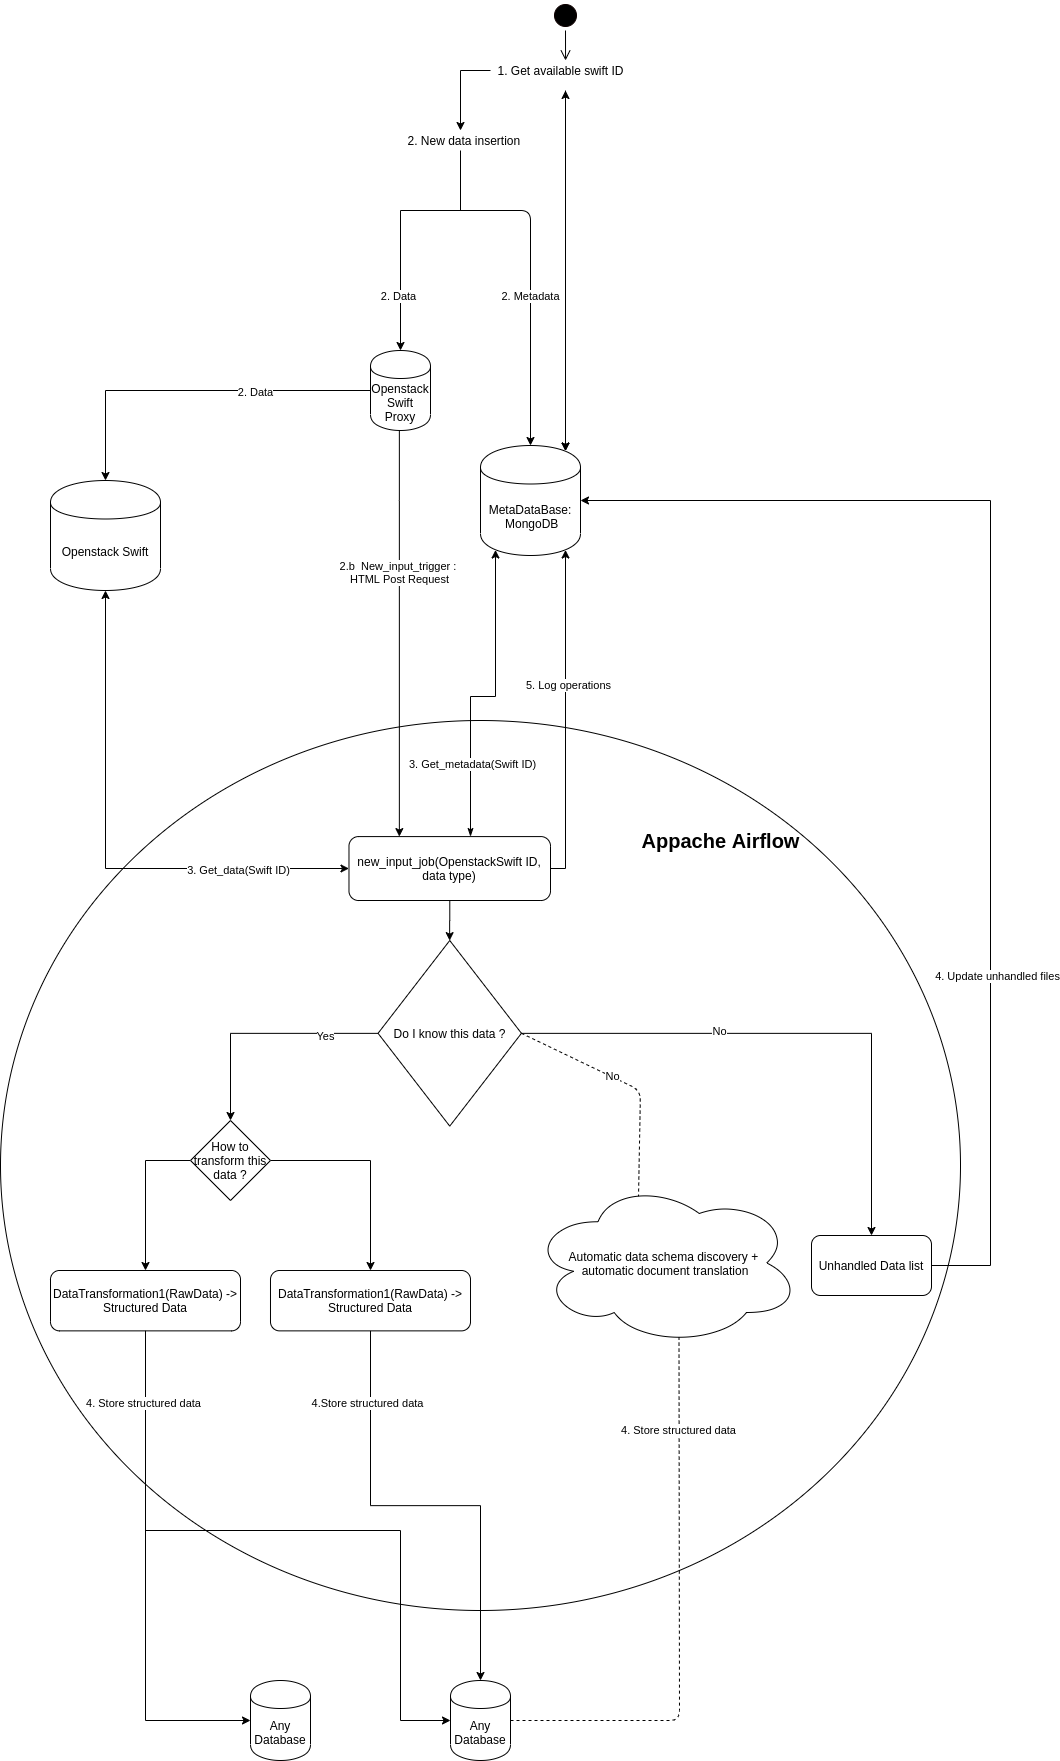 1. Get available swift ID
2. New data insertion
2. Data
2. Metadata
Openstack
Swift
Proxy
2. Data
MetaDataBase:
MongoDB
Openstack Swift
2.b  New_input_trigger :
HTML Post Request
5. Log operations
3. Get_metadata(Swift ID)
Appache Airflow
new_input_job(OpenstackSwift ID,
data type)
3. Get_data(Swift ID)
4. Update unhandled files
Do I know this data ?
Yes
No
No
How to
transform this
data ?
Automatic data schema discovery +
automatic document translation
Unhandled Data list
DataTransformation1(RawData) ->
Structured Data
DataTransformation1(RawData) ->
Structured Data
4. Store structured data
4.Store structured data
4. Store structured data
Any
Database
Any
Database